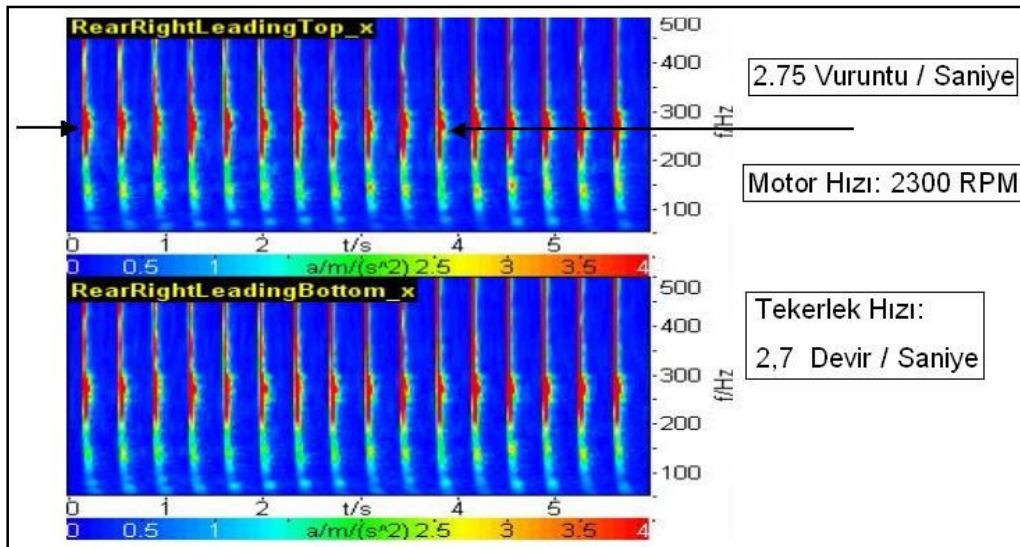 RearRightLeadingTop_x
500
400
300
200
100
f/Hz
0 1 2 t/s 4 5
0 0.5 1 a/m/(s^2) 2.5 3 3.5 4
RearRightLeadingBottom_x
500
400
300
200
100
f/Hz
0 1 2 t/s 4 5
0 0.5 1 a/m/(s^2) 2.5 3 3.5 4
2.75 Vuruntu / Saniye
Motor Hızı: 2300 RPM
Tekerlek Hızı:
2,7 Devir / Saniye